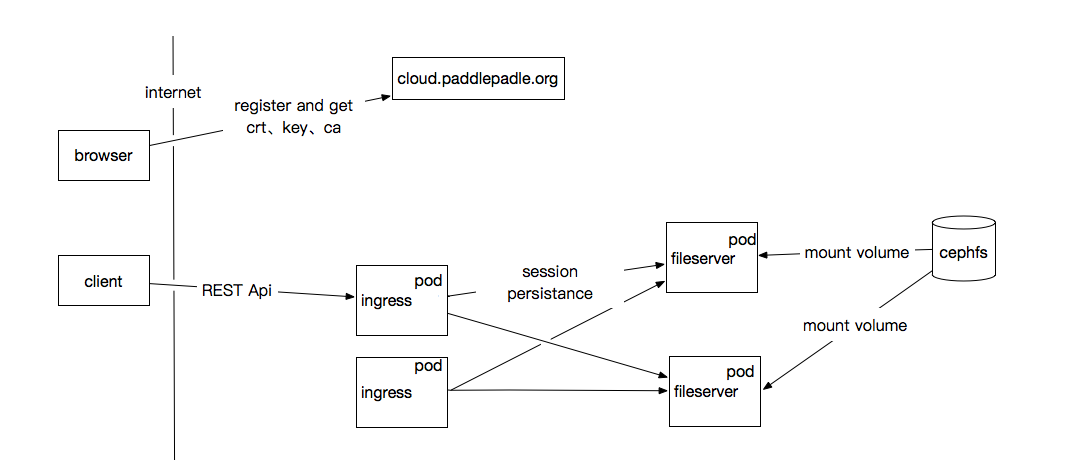 cloud.paddlepadle.org
internet
register and get
crt、key、ca
browser
client
REST Api
pod
ingress
session
persistance
pod
fileserver
mount volume
cephfs
mount volume
pod
ingress
pod
fileserver